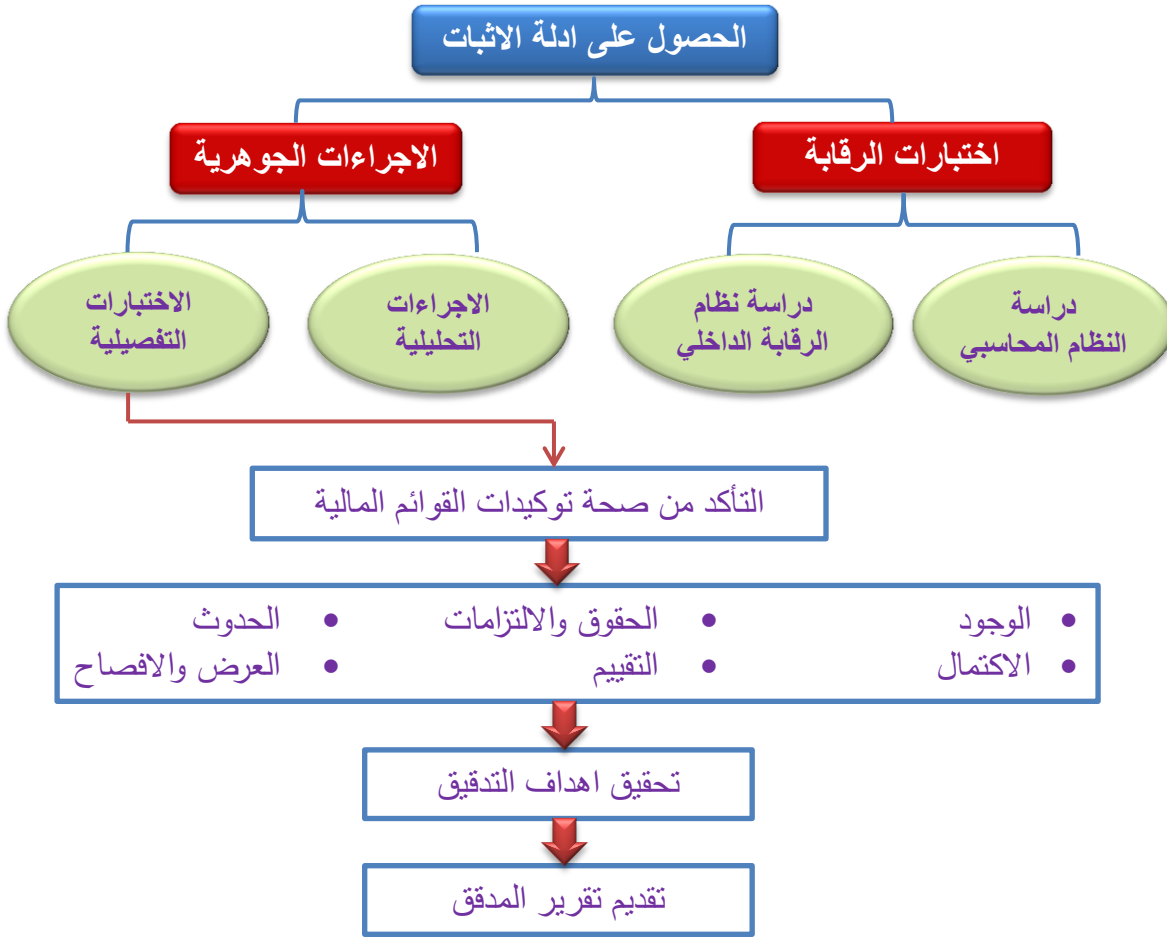 الحصول على ادلة الاثبات
اختبارات الرقابة
الاجراءات الجوهرية
دراسة
النظام المحاسبي
دراسة نظام
الرقابة الداخلي
الاجراءات
التحليلية
الاختبارات
التفصيلية
التأكد من صحة توكيدات القوائم المالية
• الوجود • الحقوق والالتزامات • الحدوث
• الاكتمال • التقييم • العرض والافصاح
تحقيق اهداف التدقيق
تقديم تقرير المدقق